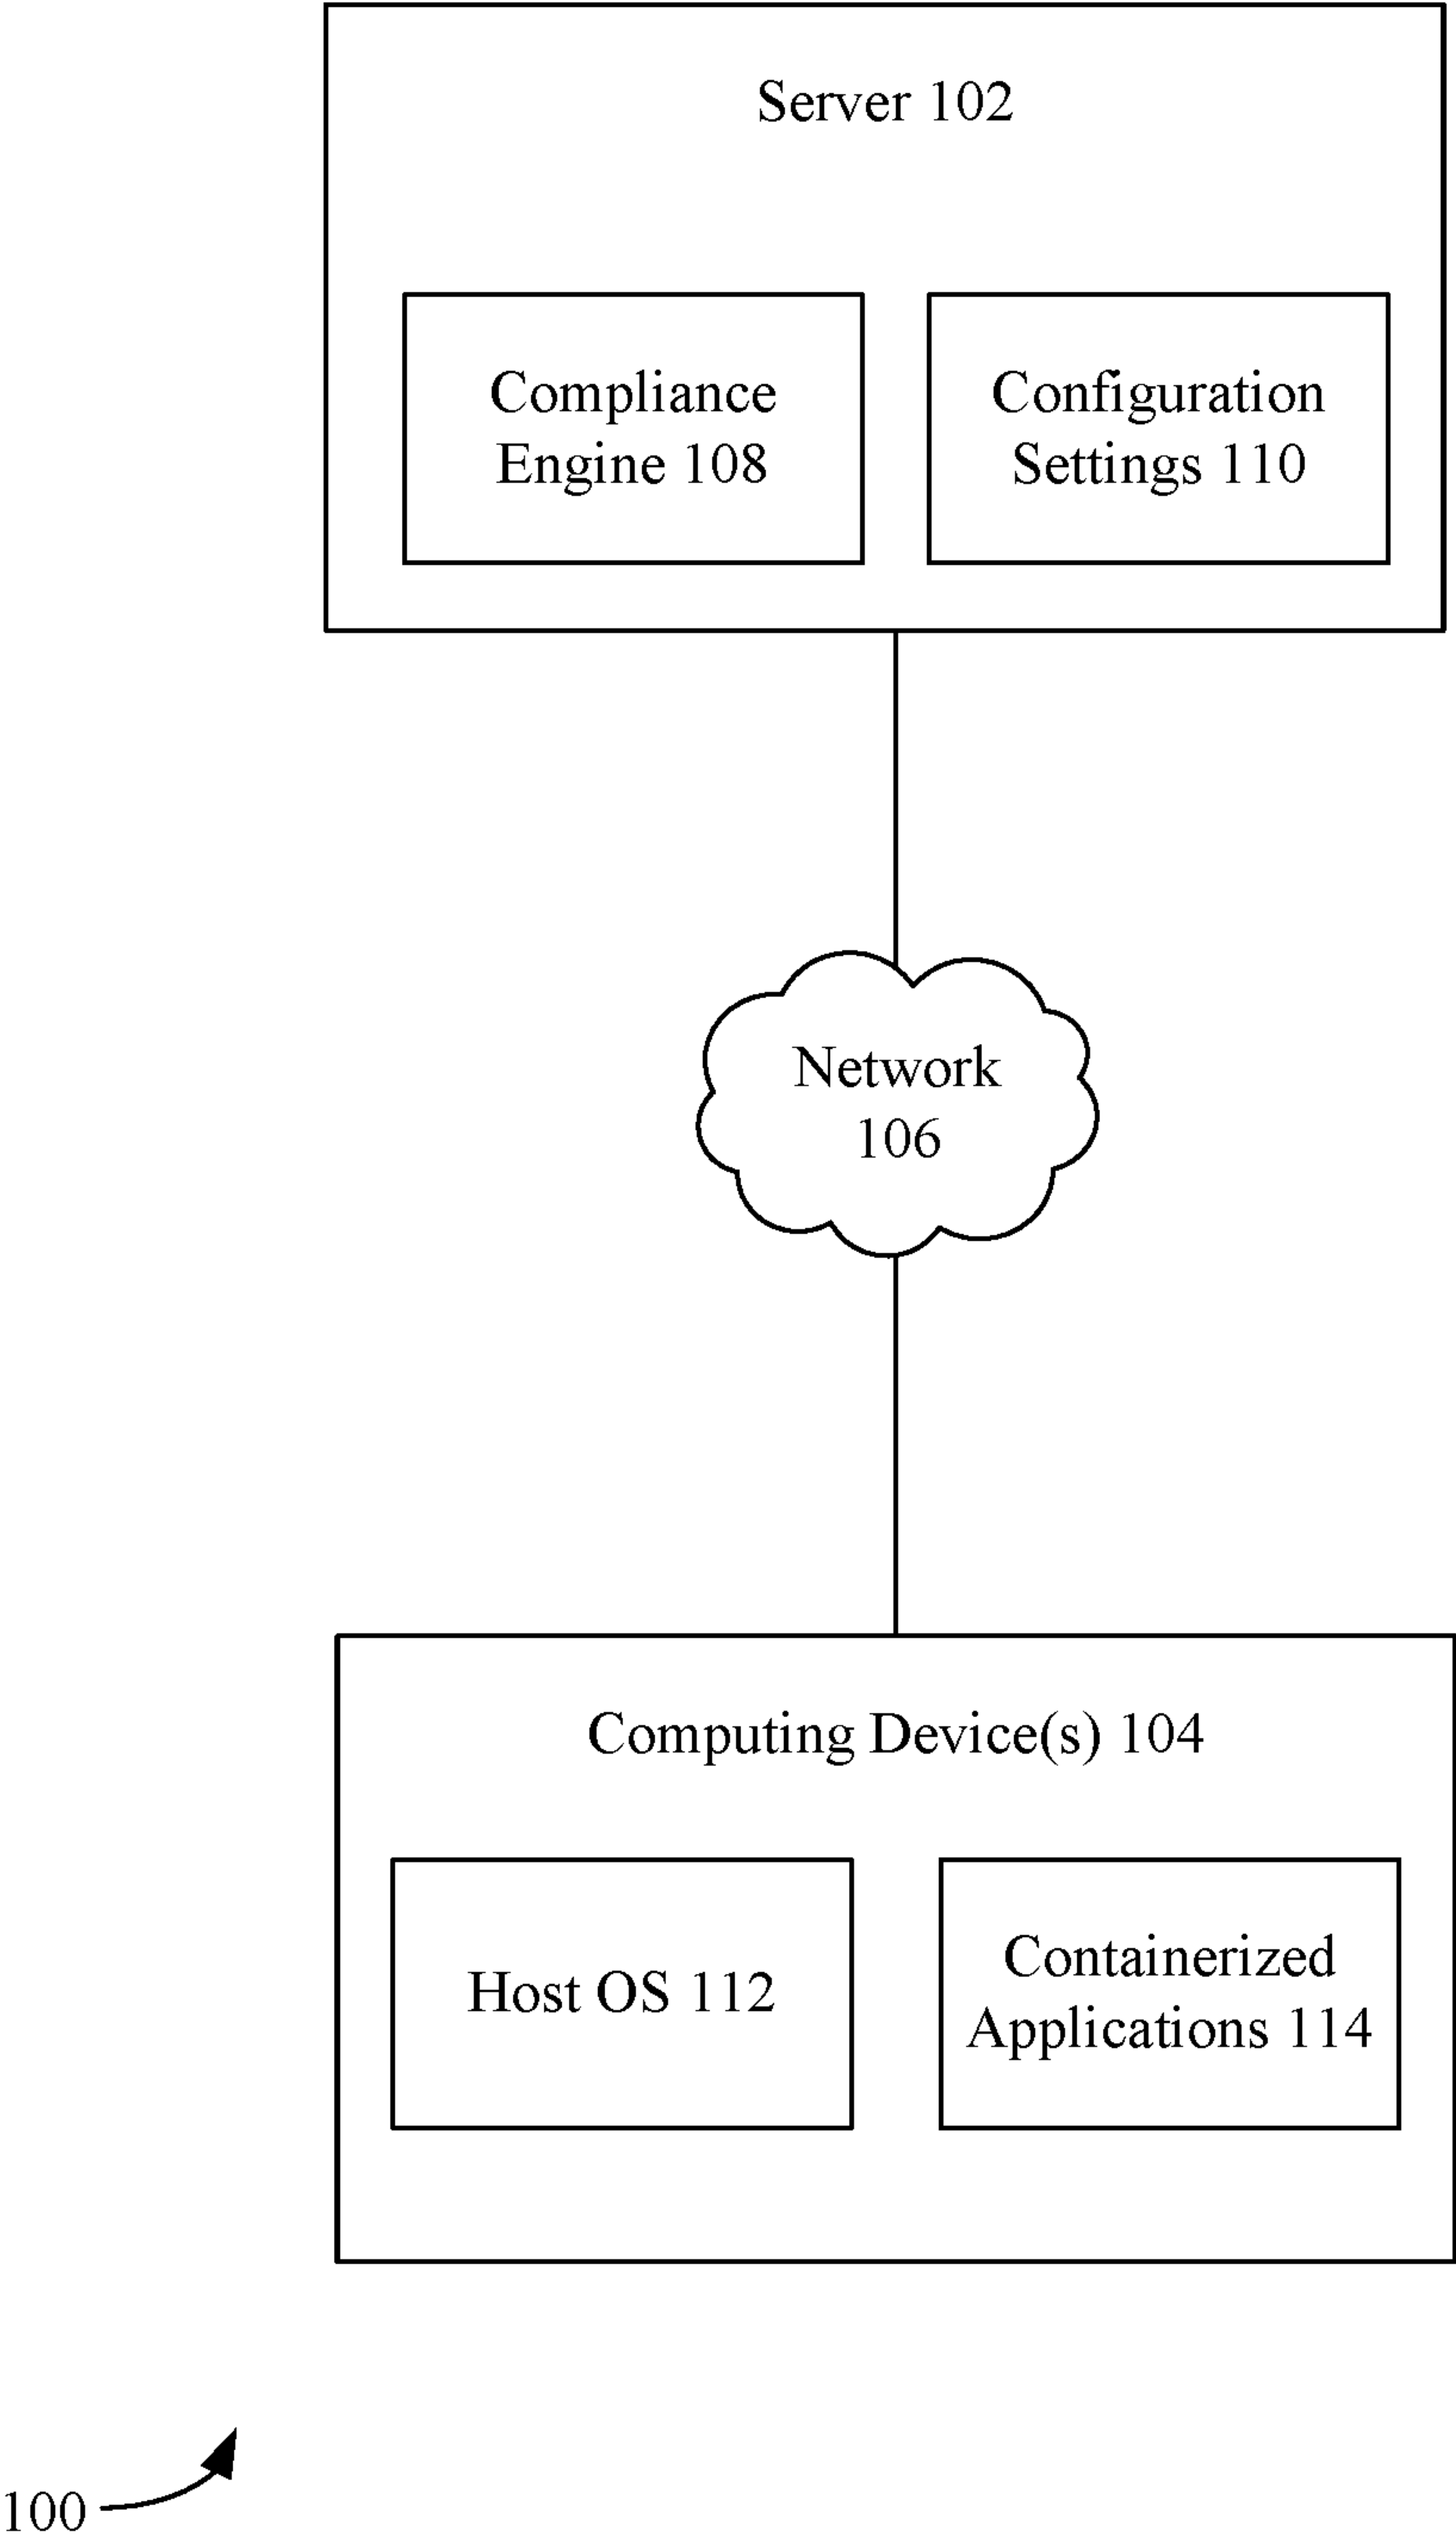 Server 102
Compliance
Engine 108
Configuration
Settings 110
Network
106
Computing Device(s) 104
Host OS 112
Containerized
Applications 114
100